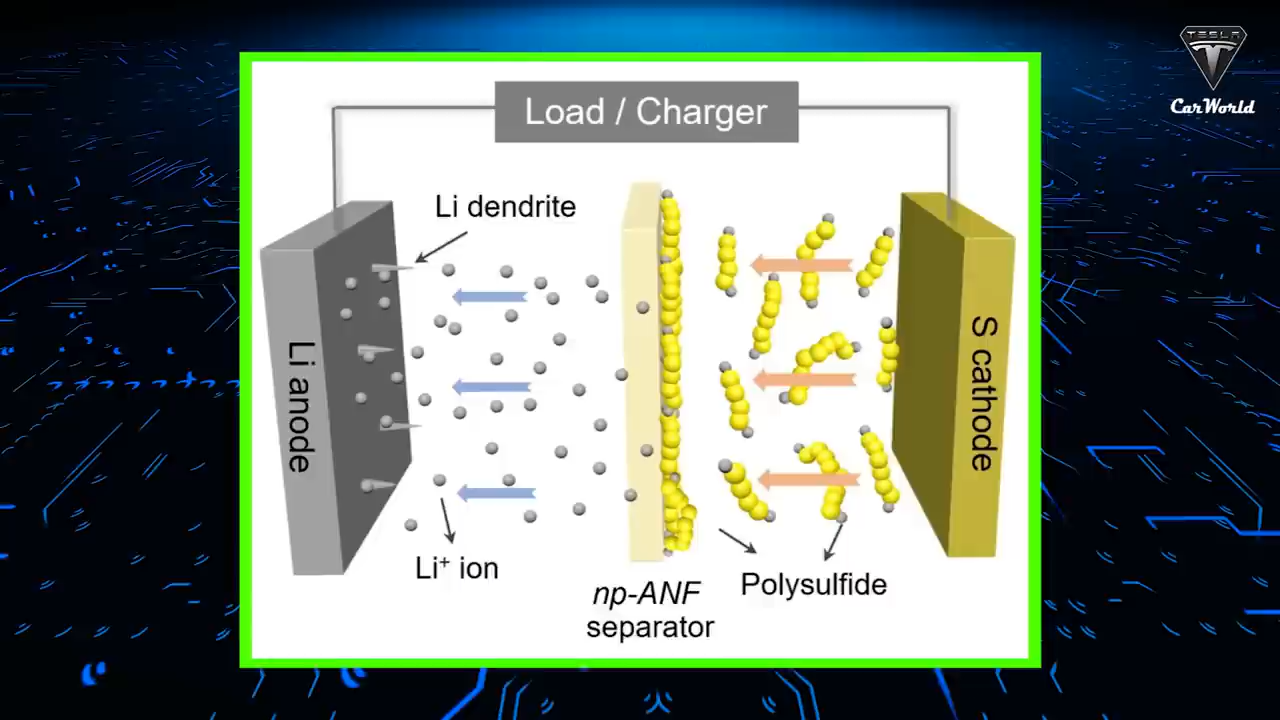 TESLA
CarWorld
Load / Charger
Li dendrite
Li anode
S cathode
Li⁺ ion
np-ANF
separator
Polysulfide